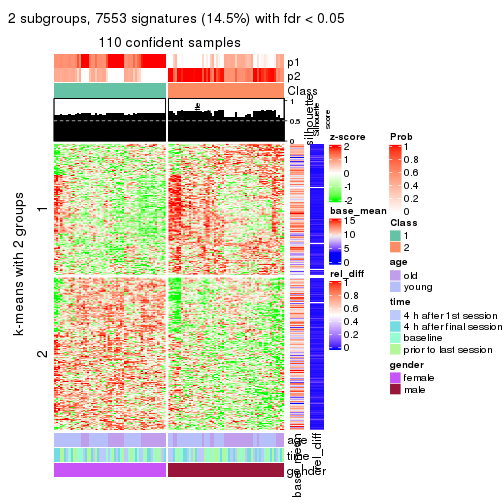 2 subgroups, 7553 signatures (14.5%) with fdr < 0.05
110 confident samples
p1
p2
Class
1
0.5
0
silhouette
Silhouette
score
k-means with 2 groups
1
2
age
time
gender
base_mean
rel_diff
z-score
2
1
0
-1
-2
base_mean
15
10
5
0
rel_diff
1
0.8
0.6
0.4
0.2
0
Prob
1
0.8
0.6
0.4
0.2
0
Class
1
2
age
old
young
time
4 h after 1st session
4 h after final session
baseline
prior to last session
gender
female
male